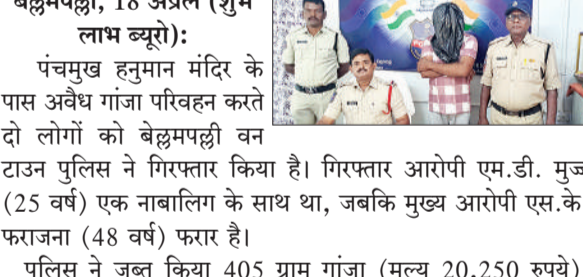 बेल्लमपल्ली, 18 अप्रैल (शुभ
लाभ ब्यूरो):
पंचमुख हनुमान मंदिर के
पास अवैध गांजा परिवहन करते
दो लोगों को बेल्लमपल्ली वन
टाउन पुलिस ने गिरफ्तार किया है। गिरफ्तार आरोपी एम.डी.
(25 वर्ष) एक नाबालिग के साथ था, जबकि मुख्य आरोपी एस.के
फराजना (48 वर्ष) फरार है।
पुलिस ने जब्त किया 405 ग्राम गांजा (मूल्य 20,250 रुपये)